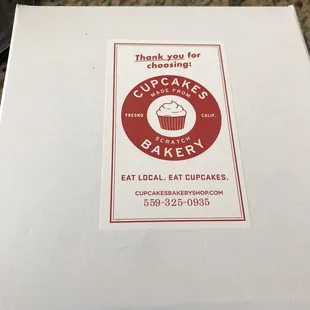 Thank you for
choosing:
CUPCAKES
MADE FROM
FRESNO CALIF.
SCRATCH
BAKERY
EAT LOCAL. EAT CUPCAKES.
CUPCAKESBAKERYSHOP.COM
559-325-0935